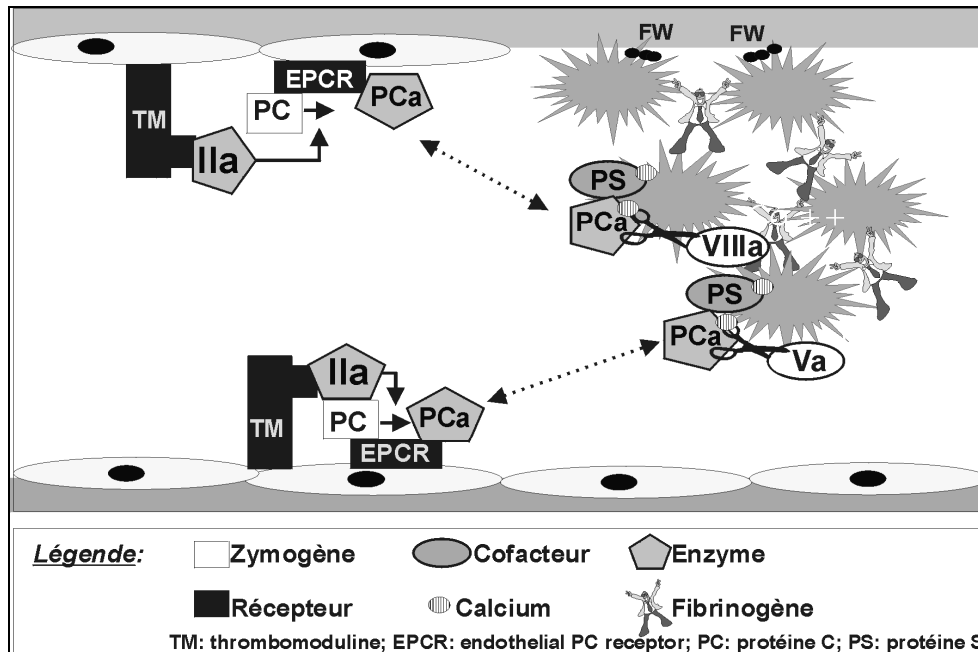 FW FW
EPCR
PC
PCa
TM
IIa
PS
PCa
VIIIa
PS
PCa
Va
IIa
PC
PCa
TM
EPCR
Légende:
Zymogène Cofacteur Enzyme
Récepteur Calcium Fibrinogène
TM: thrombomoduline; EPCR: endothelial PC receptor; PC: protéine C; PS: protéine S